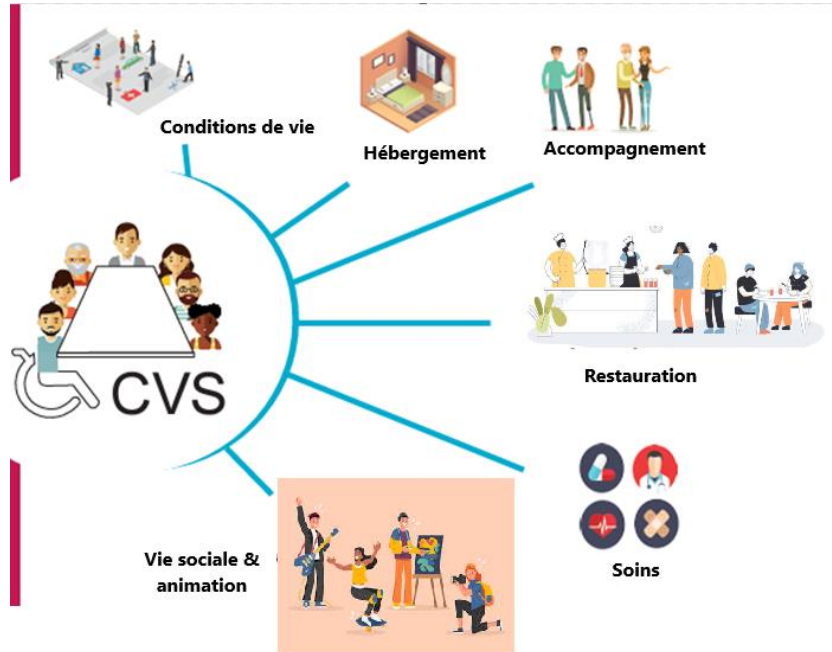 Conditions de vie
Hébergement
Accompagnement
CVS
Restauration
Vie sociale &
animation
Soins